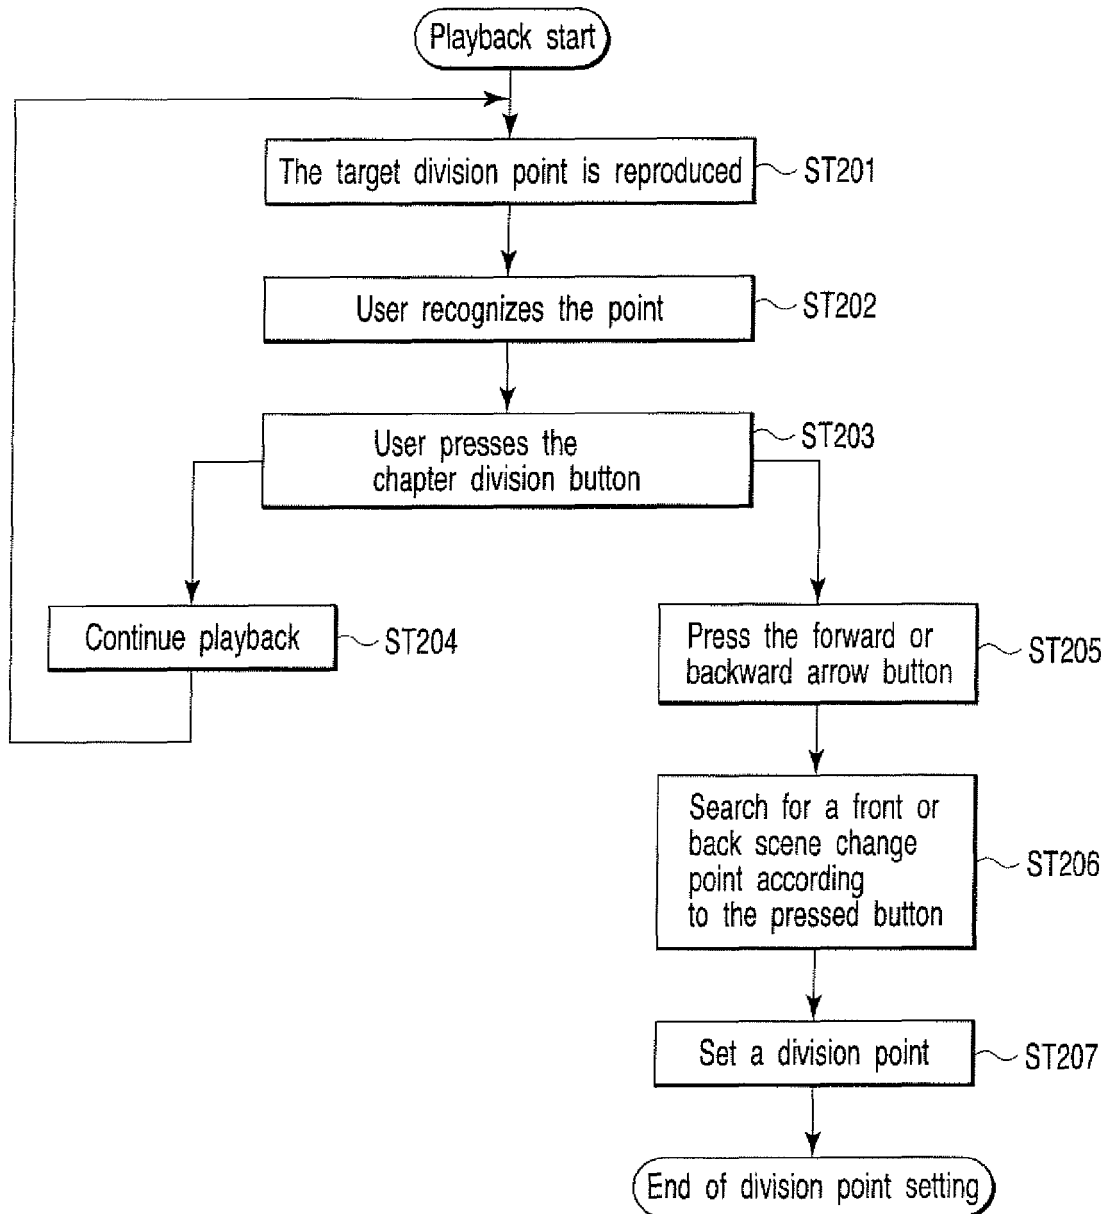 Playback start
The target division point is reproduced
ST201
User recognizes the point
ST202
User presses the
chapter division button
ST203
Continue playback
ST204
Press the forward or
backward arrow button
ST205
Search for a front or
back scene change
point according
to the pressed button
ST206
Set a division point
ST207
End of division point setting